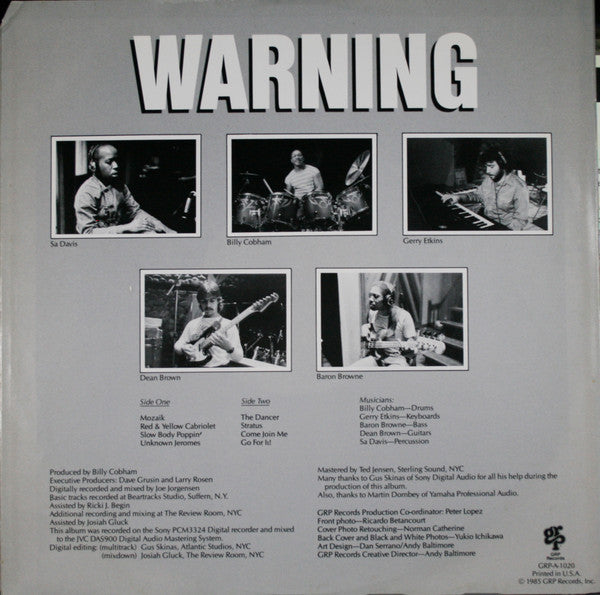 WARNING
Sa Davis
Billy Cobham
Gerry Etkins
Dean Brown
Baron Browne
Side One
Mozaik
Red & Yellow Cabriolet
Slow Body Poppin'
Unknown Jeromes
Side Two
The Dancer
Stratus
Come Join Me
Go For It!
Musicians:
Billy Cobham—Drums
Gerry Etkins—Keyboards
Baron Browne—Bass
Dean Brown—Guitars
Sa Davis—Percussion
Produced by Billy Cobham
Executive Producers: Dave Grusin and Larry Rosen
Digitally recorded and mixed by Joe Jorgensen
Basic tracks recorded at Beartracks Studio, Suffern, N.Y.
Assisted by Ricki J. Begin
Additional recording and mixing at The Review Room, NYC
Assisted by Josiah Gluck
This album was recorded on the Sony PCM3324 Digital recorder and mixed
to the JVC DAS900 Digital Audio Mastering System.
Digital editing: (multitrack) Gus Skinas, Atlantic Studios, NYC
(mixdown) Josiah Gluck, The Review Room, NYC
Mastered by Ted Jensen, Sterling Sound, NYC
Many thanks to Gus Skinas of Sony Digital Audio for all his help during the
production of this album.
Also, thanks to Martin Dombey of Yamaha Professional Audio.
GRP Records Production Co-ordinator: Peter Lopez
Front photo—Ricardo Betancourt
Cover Photo Retouching—Norman Catherine
Back Cover and Black and White Photos—Yukio Ichikawa
Art Design—Dan Serrano/Andy Baltimore
GRP Records Creative Director—Andy Baltimore
grp
GRP
Records
GRP-A-1020
Printed in U.S.A.
© 1985 GRP Records, Inc.